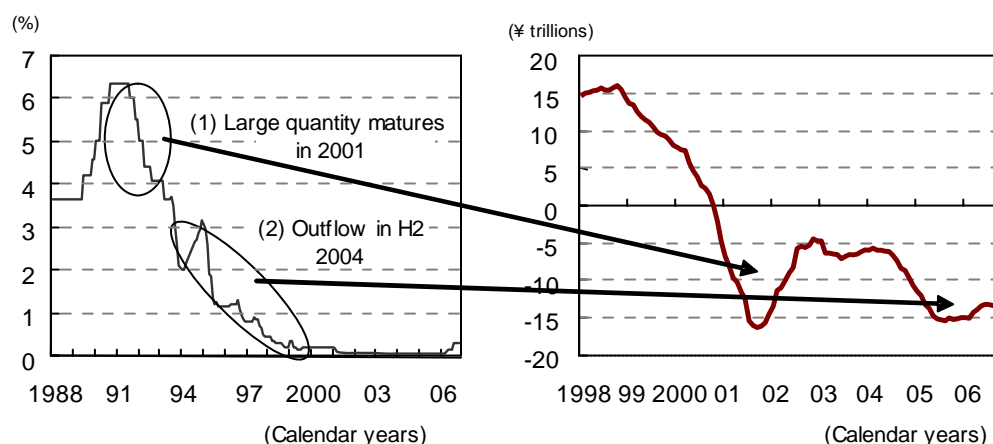 (%)
7
6
5
4
3
2
1
0
(1) Large quantity matures
in 2001
(2) Outflow in H2
2004
1988 91 94 97 2000 03 06
(Calendar years)
(¥ trillions)
20
15
10
5
0
-5
-10
-15
-20
1998 99 2000 01 02 03 04 05 06
(Calendar years)